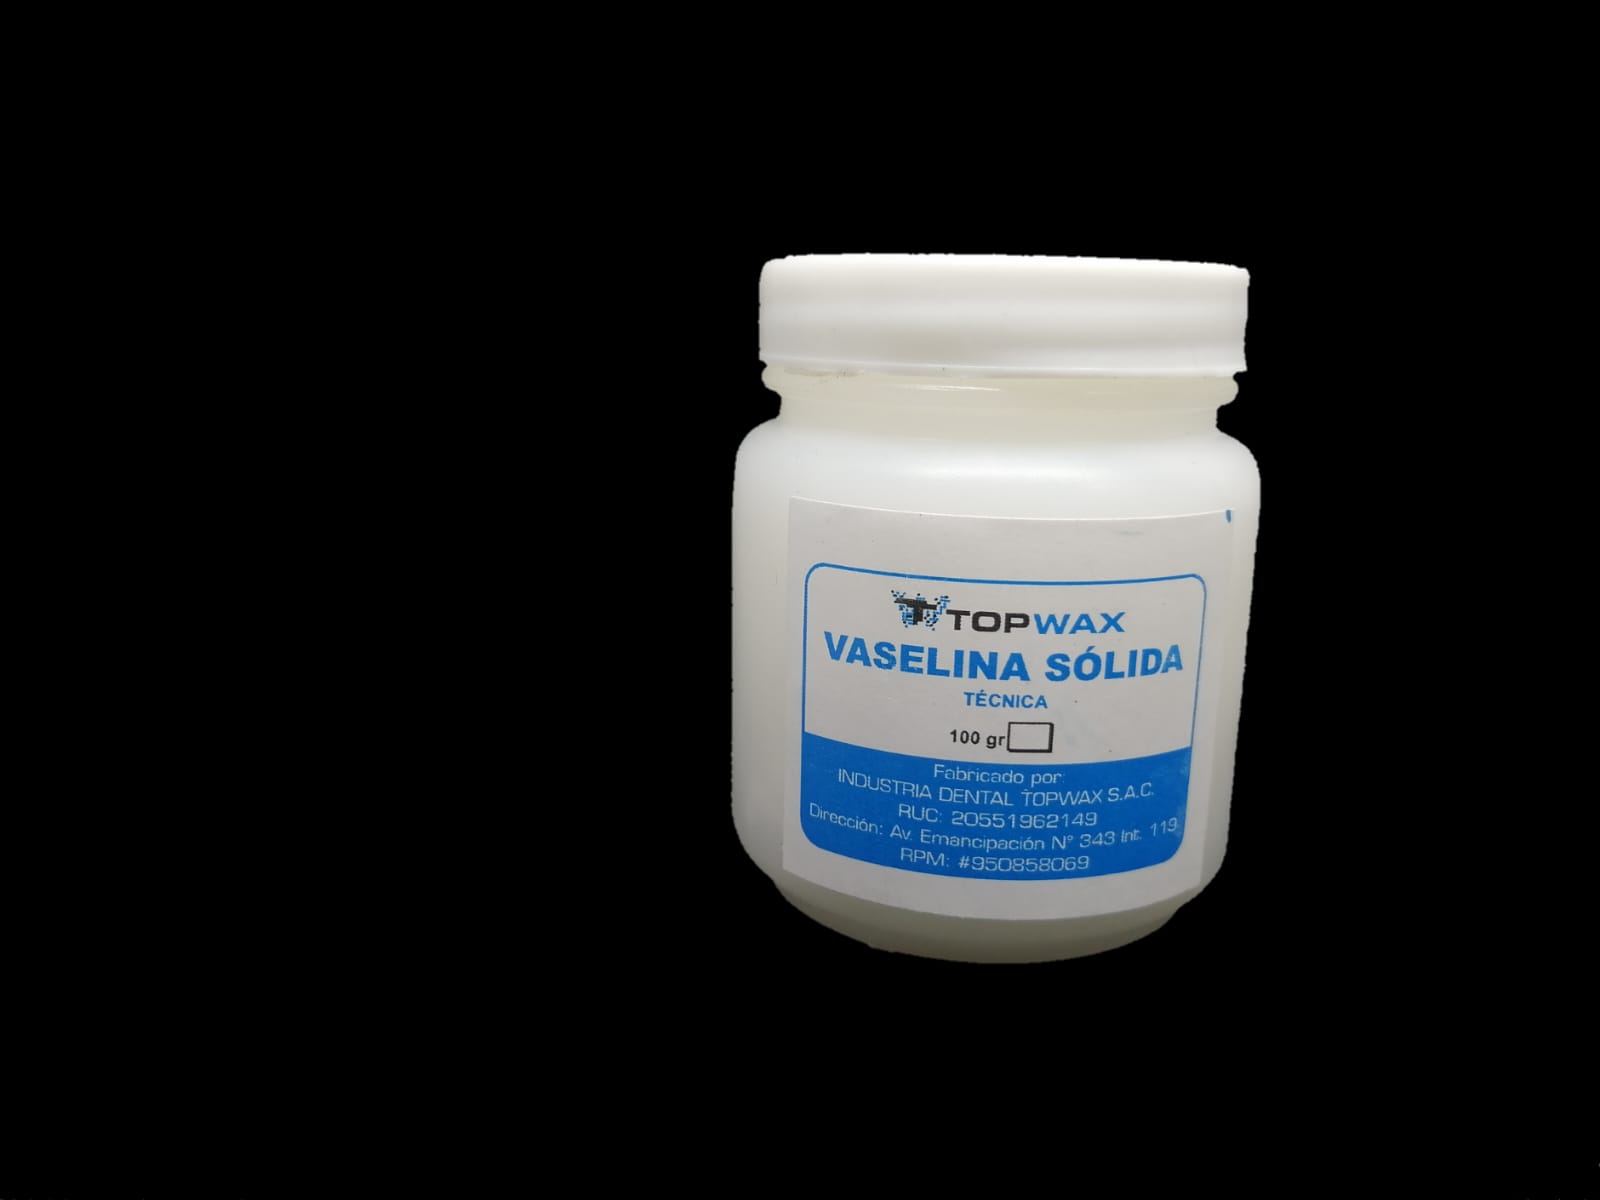 TOPWAX
VASELINA SÓLIDA
TÉCNICA
100 gr
Fabricado por:
INDUSTRIA DENTAL TOPWAX S.A.C.
RUC: 20551962149
Dirección: Av. Emancipación N° 343 Int. 119
RPM: #950858069